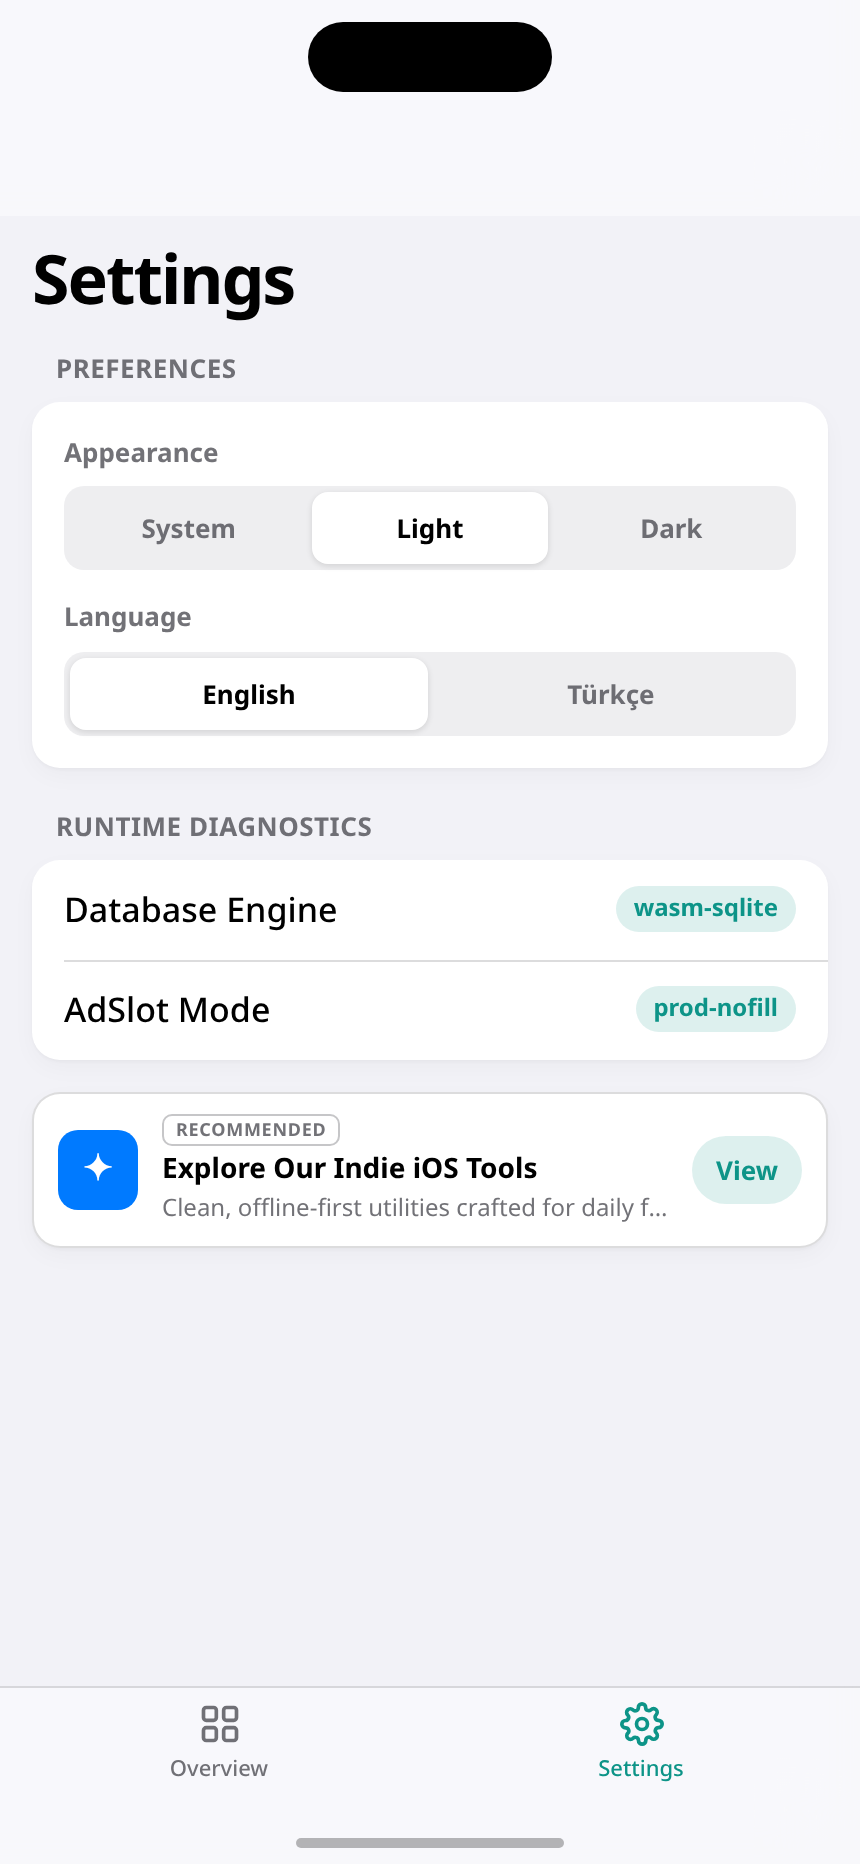 Settings
PREFERENCES
Appearance
System Light Dark
Language
English Türkçe
RUNTIME DIAGNOSTICS
Database Engine wasm-sqlite
AdSlot Mode prod-nofill
RECOMMENDED
Explore Our Indie iOS Tools
Clean, offline-first utilities crafted for daily f...
View
Overview Settings